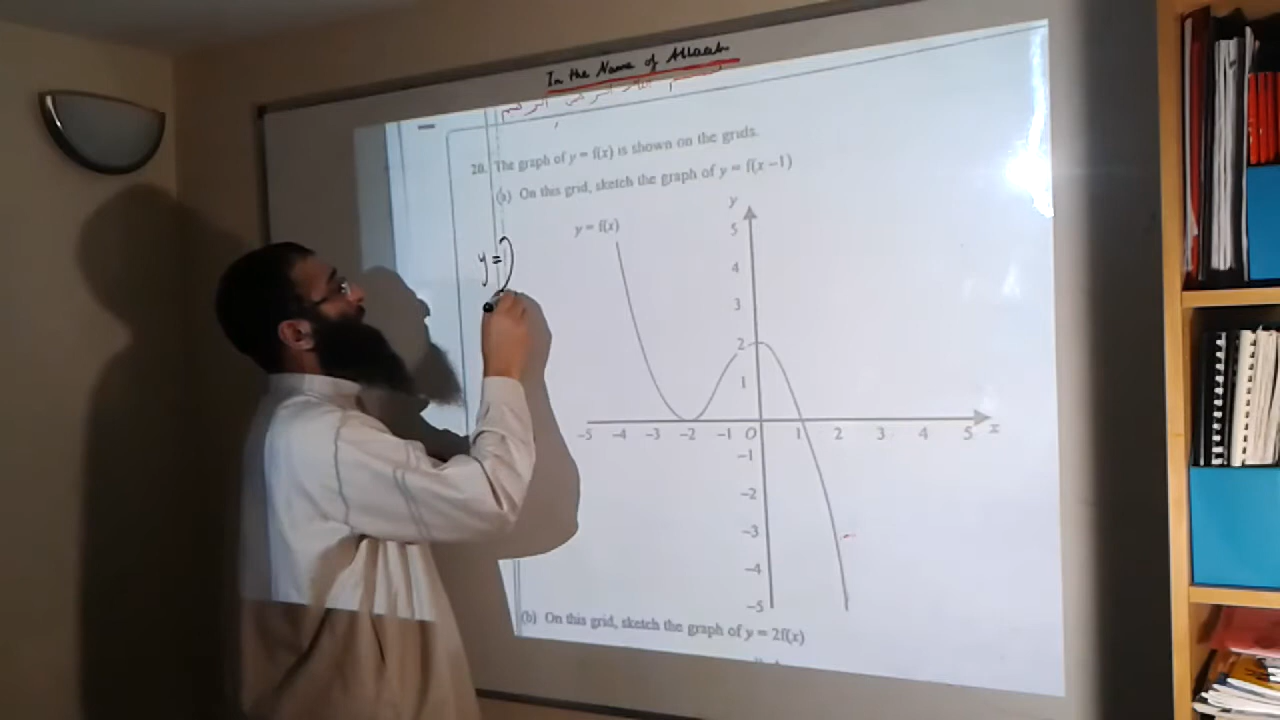 In the Name of Allaah
20. The graph of y = f(x) is shown on the grids.
(a) On this grid, sketch the graph of y = f(x –1)
y
y = f(x)
5
y =
4
3
2
1
–5 –4 –3 –2 –1 O 1 2 3 4 5 x
–1
–2
–3
–4
–5
(b) On this grid, sketch the graph of y = 2f(x)